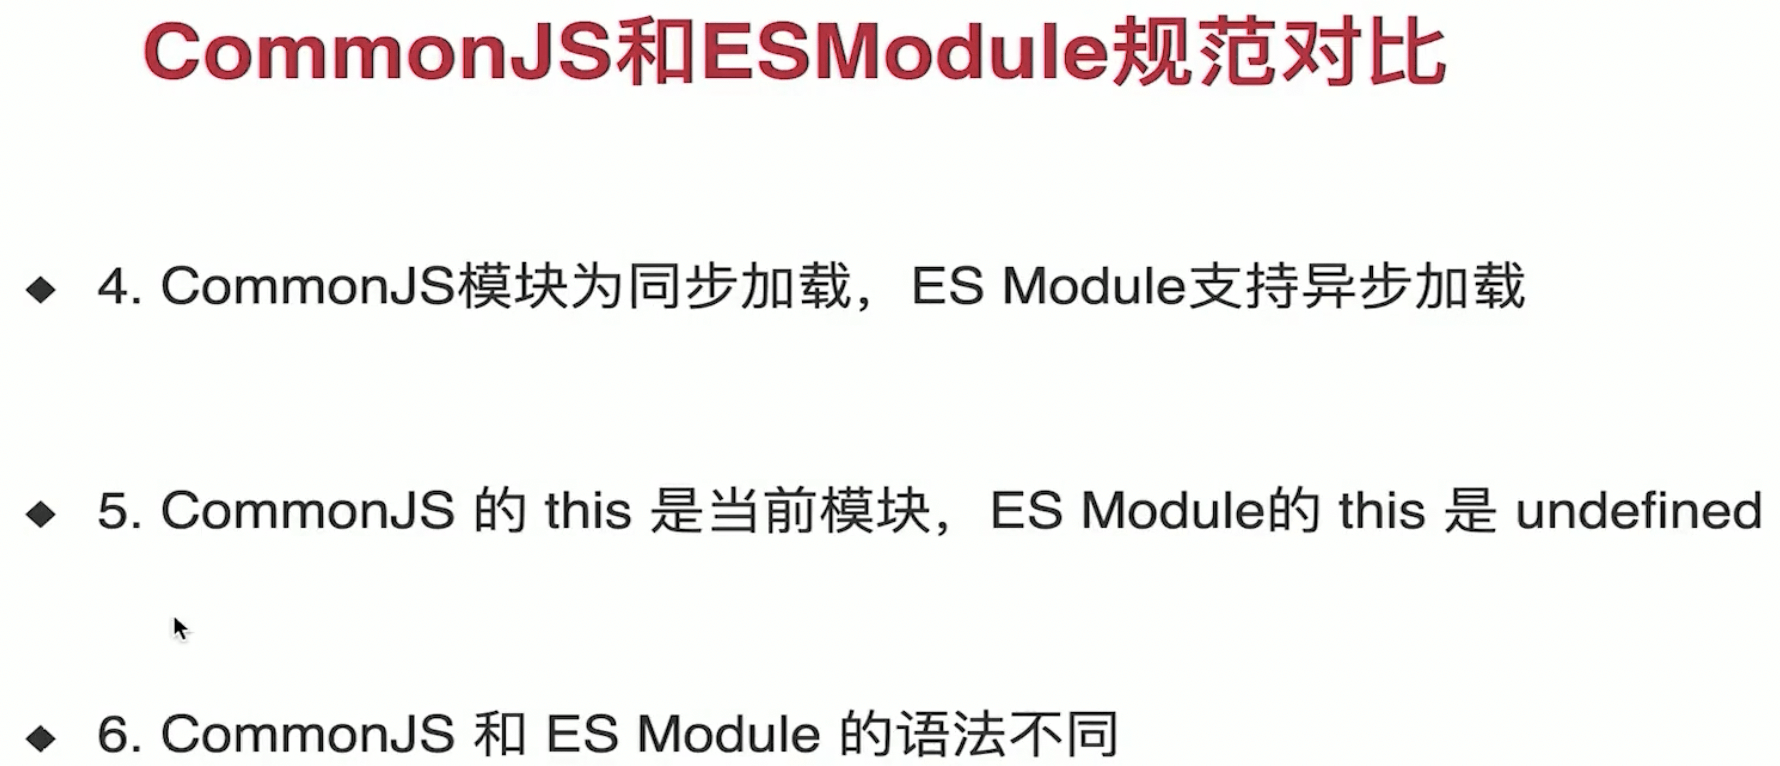 CommonJS和ESModule规范对比
◆ 4. CommonJS模块为同步加载，ES Module支持异步加载
◆ 5. CommonJS 的 this 是当前模块，ES Module的 this 是 undefined
◆ 6. CommonJS 和 ES Module 的语法不同